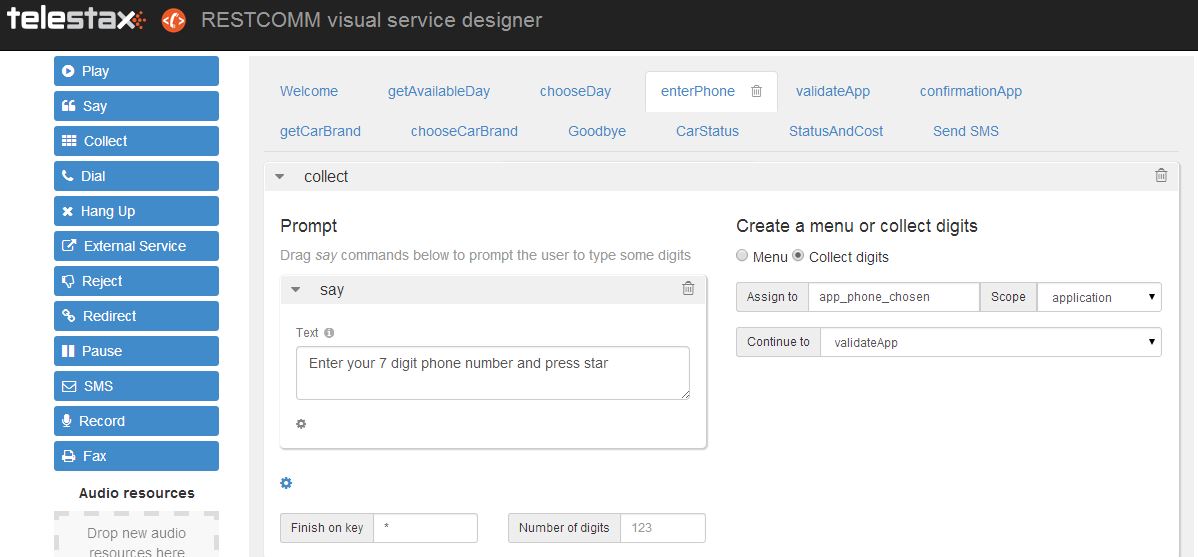 telestax RESTCOMM visual service designer
Play
Say
Collect
Dial
Hang Up
External Service
Reject
Redirect
Pause
SMS
Record
Fax
Audio resources
Drop new audio
resources here
Welcome getAvailableDay chooseDay enterPhone validateApp confirmationApp
getCarBrand chooseCarBrand Goodbye CarStatus StatusAndCost Send SMS
collect
Prompt
Drag say commands below to prompt the user to type some digits
say
Text
Enter your 7 digit phone number and press star
Finish on key *
Number of digits 123
Create a menu or collect digits
Menu Collect digits
Assign to app_phone_chosen Scope application
Continue to validateApp